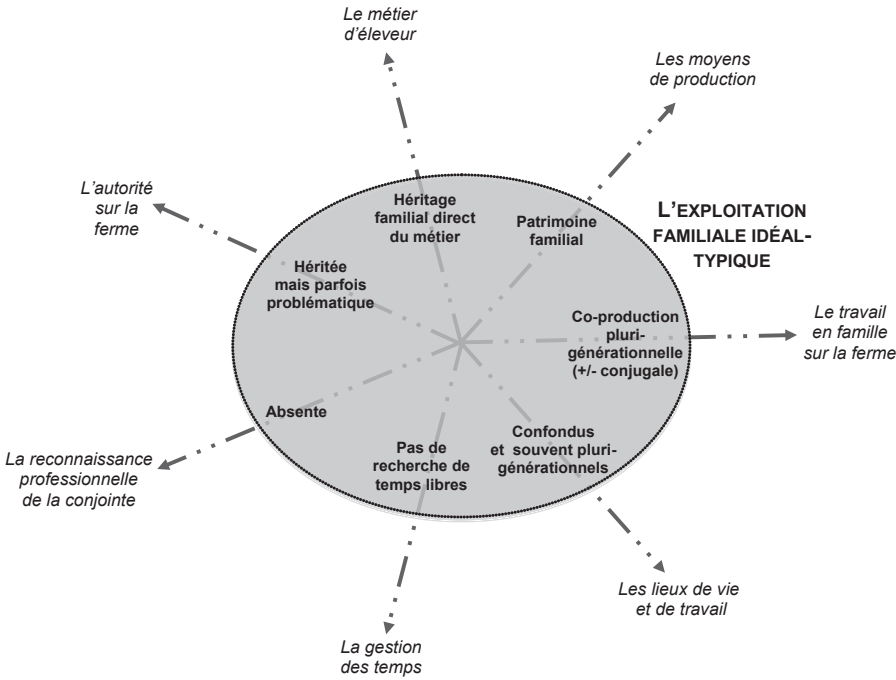 Le métier
d'éleveur
Les moyens
de production
L'autorité
sur la
ferme
Héritage
familial direct
du métier
Patrimoine
familial
L'EXPLOITATION
FAMILIALE IDÉAL-
TYPIQUE
Héritée
mais parfois
problématique
Co-production
pluri-
générationnelle
(+/- conjugale)
Le travail
en famille
sur la ferme
Absente
Pas de
recherche de
temps libres
Confondus
et souvent pluri-
générationnels
La reconnaissance
professionnelle
de la conjointe
Les lieux de vie
et de travail
La gestion
des temps